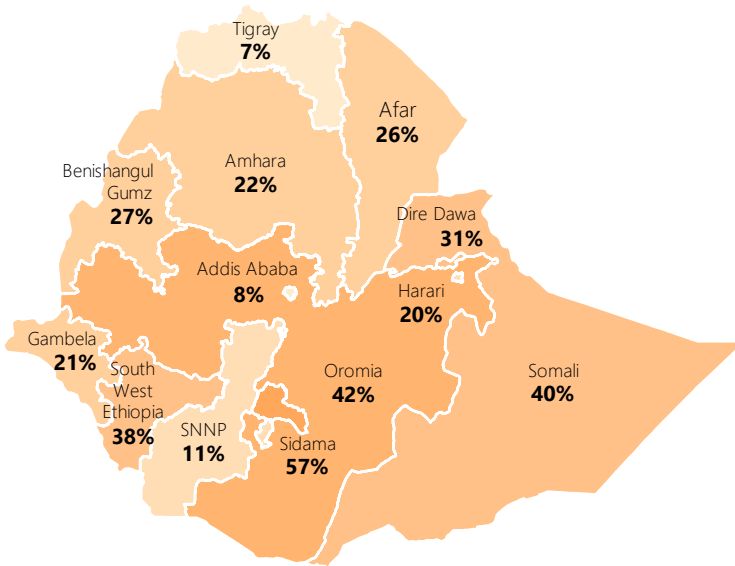 Tigray
7%
Afar
26%
Amhara
22%
Benishangul
Gumz
27%
Dire Dawa
31%
Addis Ababa
8%
Harari
20%
Gambela
21%
South
West
Ethiopia
38%
Oromia
42%
Somali
40%
SNNP
11%
Sidama
57%